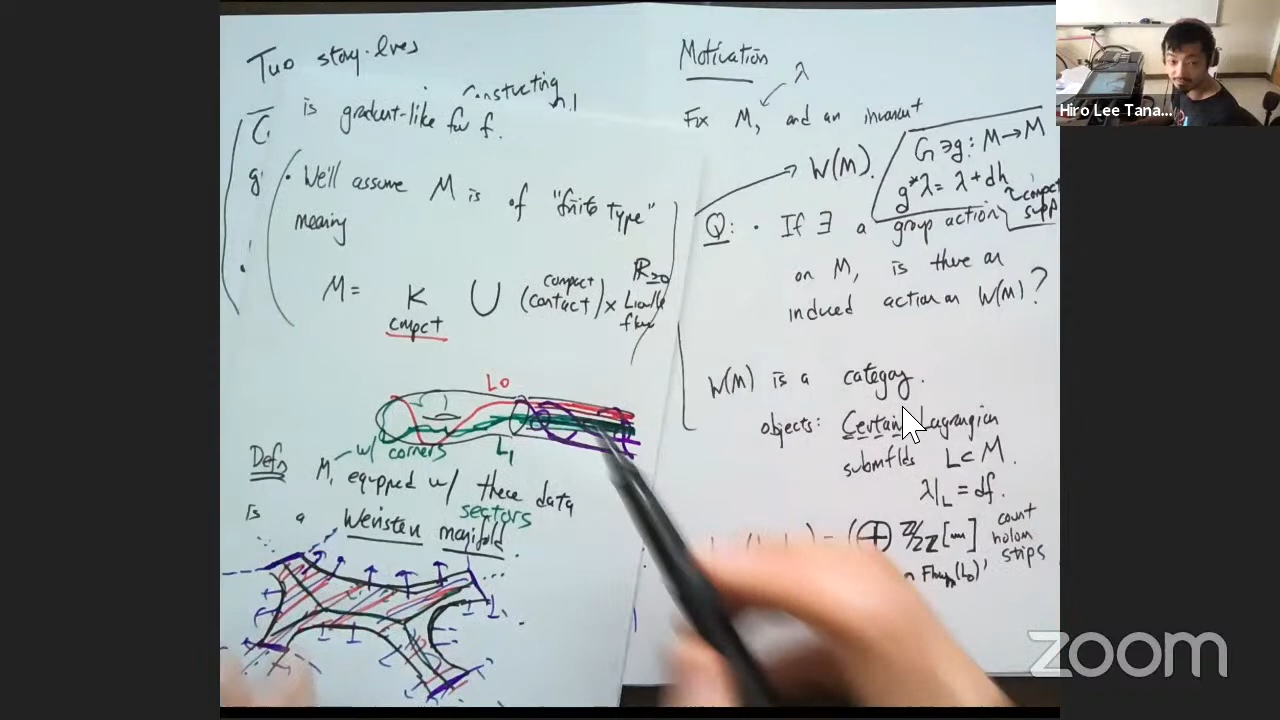 Two story-lines
is gradient-like for f.
constructing
We'll assume M is of "finite type"
meaning
M = K ∪ (contact) × R≥0
compact
compact
Liouville
flow
L0
L1
w/ corners
Defn M, equipped w/ these data
sectors
is a Weinstein manifold.
Motivation
λ
Fix M, and an invariant
W(M).
G∋g: M→M
g*λ = λ + dh
Q: · If ∃ a group action
on M, is there an
induced action on W(M)?
W(M) is a category.
objects: Certain Lagrangian
submflds L⊂M.
λ|L = df.
⊕ Z/2Z
count
holom
strips
Hiro Lee Tana...
zoom